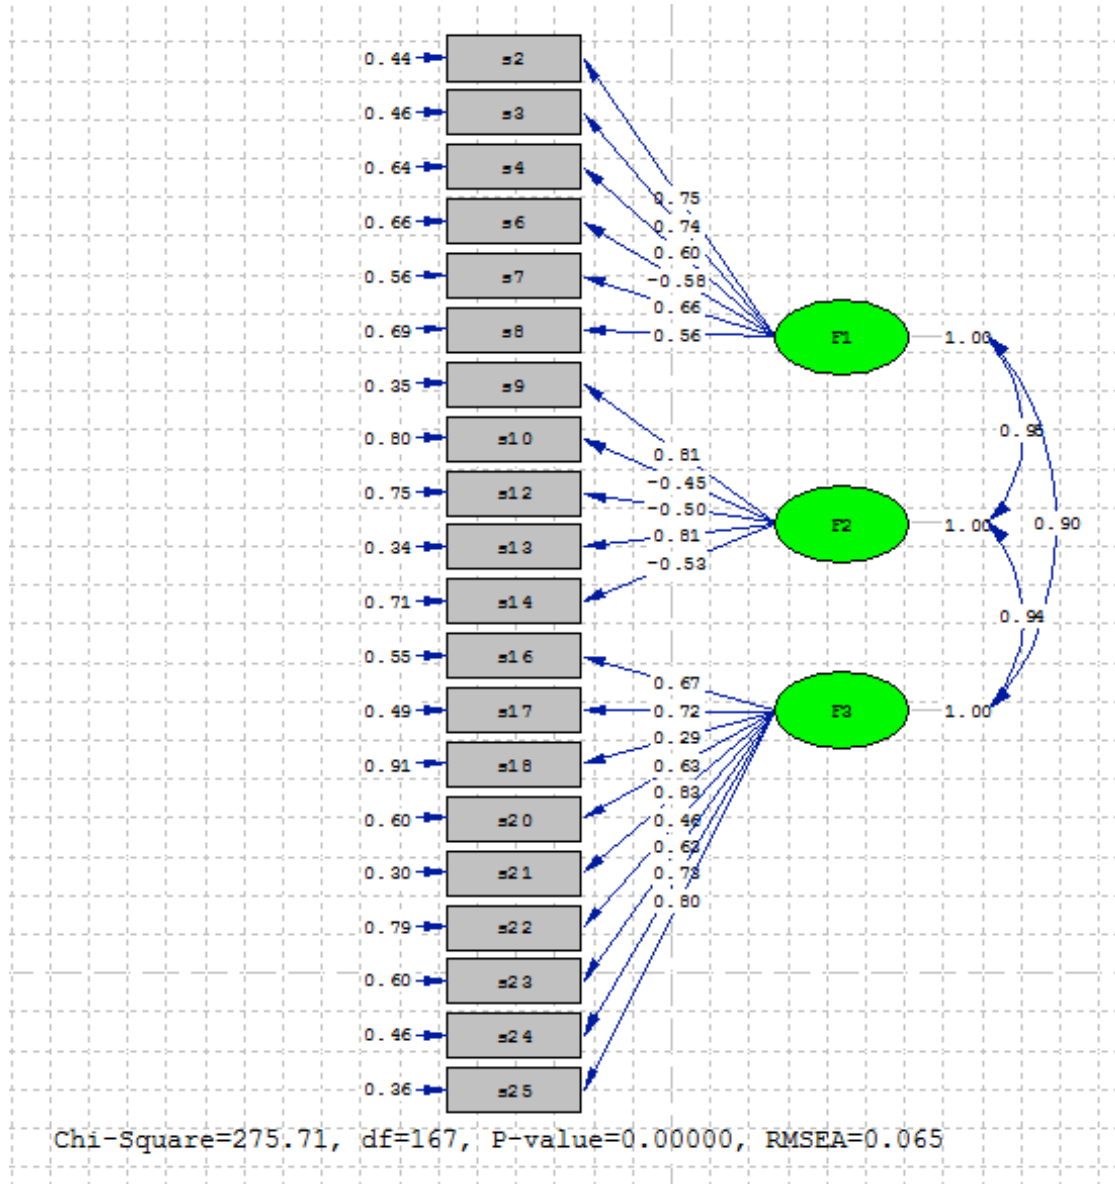 0.44 s2
0.46 s3
0.64 s4
0.75
0.66 s6
0.74
0.60
0.56 s7
-0.58
0.66
0.69 s8
0.56
F1
1.00
0.35 s9
0.80 s10
0.95
0.81
0.75 s12
-0.45
-0.50
F2
1.00
0.90
0.34 s13
0.81
-0.53
0.71 s14
0.94
0.55 s16
0.67
0.49 s17
0.72
F3
1.00
0.29
0.91 s18
0.63
0.83
0.60 s20
0.46
0.63
0.30 s21
0.73
0.80
0.79 s22
0.60 s23
0.46 s24
0.36 s25
Chi-Square=275.71, df=167, P-value=0.00000, RMSEA=0.065